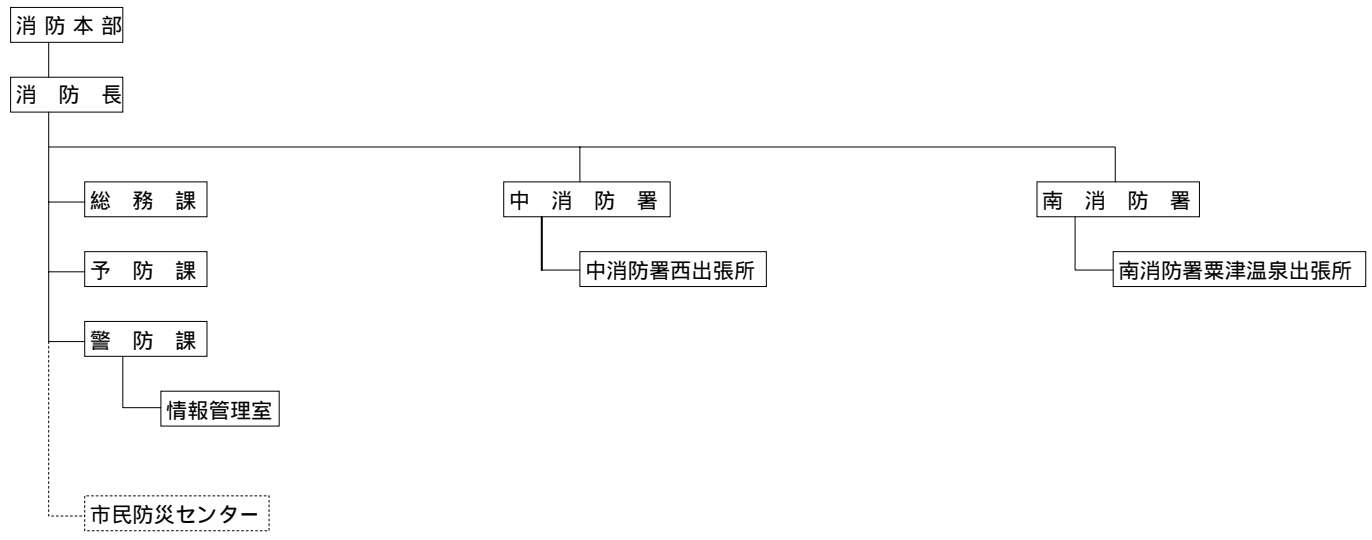 消防本部
消防長
総務課
中消防署
南消防署
予防課
中消防署西出張所
南消防署粟津温泉出張所
警防課
情報管理室
市民防災センター